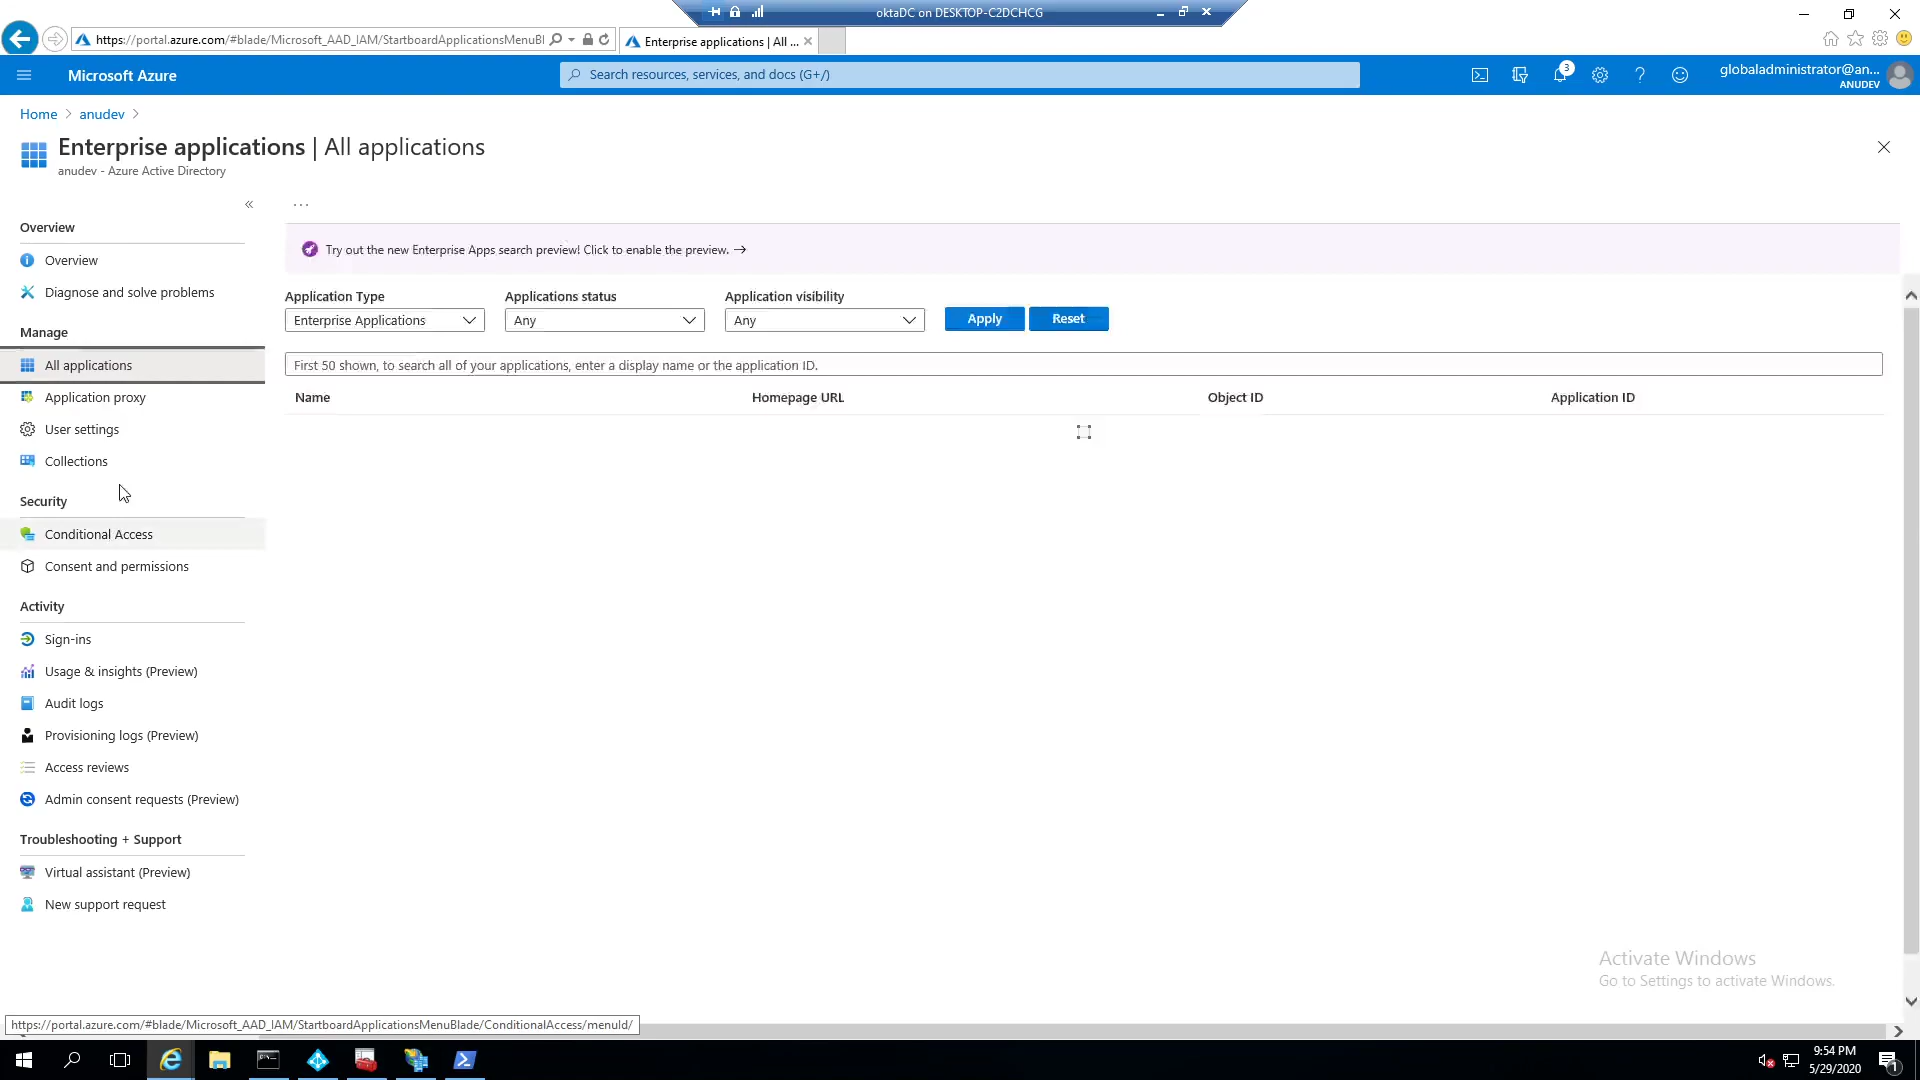 oktaDC on DESKTOP-C2DCHCG
https://portal.azure.com/#blade/Microsoft_AAD_IAM/StartboardApplicationsMenuBl
Enterprise applications | All ...
Microsoft Azure
Search resources, services, and docs (G+/)
3
globaladministrator@an...
ANUDEV
Home > anudev >
Enterprise applications | All applications
anudev - Azure Active Directory
«
...
Overview
Overview
Diagnose and solve problems
Manage
All applications
Application proxy
User settings
Collections
Security
Conditional Access
Consent and permissions
Activity
Sign-ins
Usage & insights (Preview)
Audit logs
Provisioning logs (Preview)
Access reviews
Admin consent requests (Preview)
Troubleshooting + Support
Virtual assistant (Preview)
New support request
Try out the new Enterprise Apps search preview! Click to enable the preview. →
Application Type
Applications status
Application visibility
Enterprise Applications
Any
Any
Apply
Reset
First 50 shown, to search all of your applications, enter a display name or the application ID.
Name
Homepage URL
Object ID
Application ID
Activate Windows
Go to Settings to activate Windows.
https://portal.azure.com/#blade/Microsoft_AAD_IAM/StartboardApplicationsMenuBlade/ConditionalAccess/menuId/
9:54 PM
5/29/2020
1